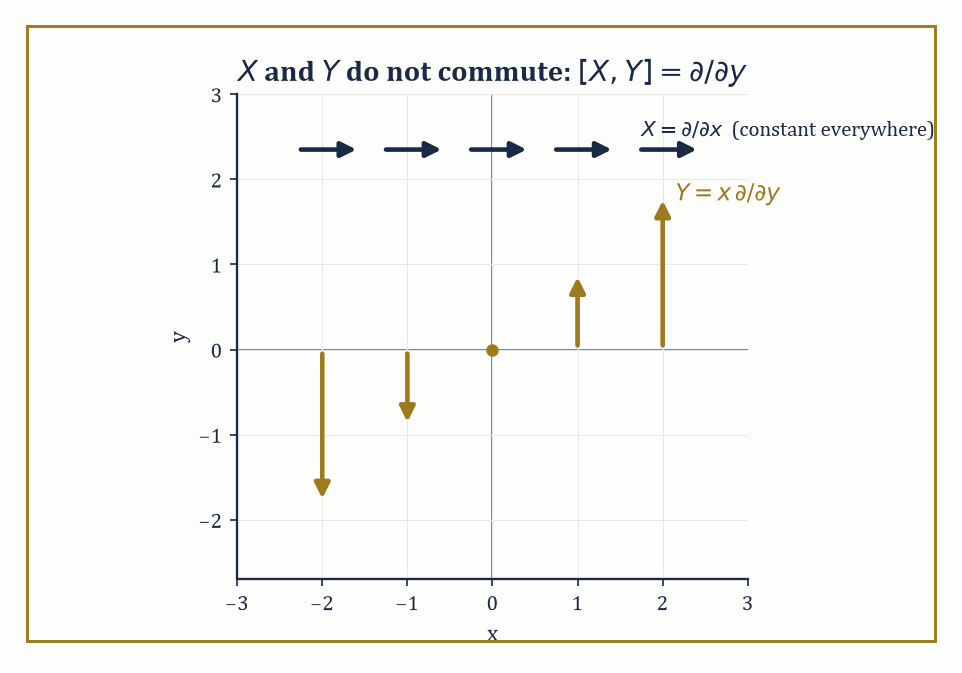 X and Y do not commute: [X, Y] = ∂/∂y
3
X = ∂/∂x (constant everywhere)
2
Y = x ∂/∂y
1
y
0
−1
−2
−3 −2 −1 0 1 2 3
x